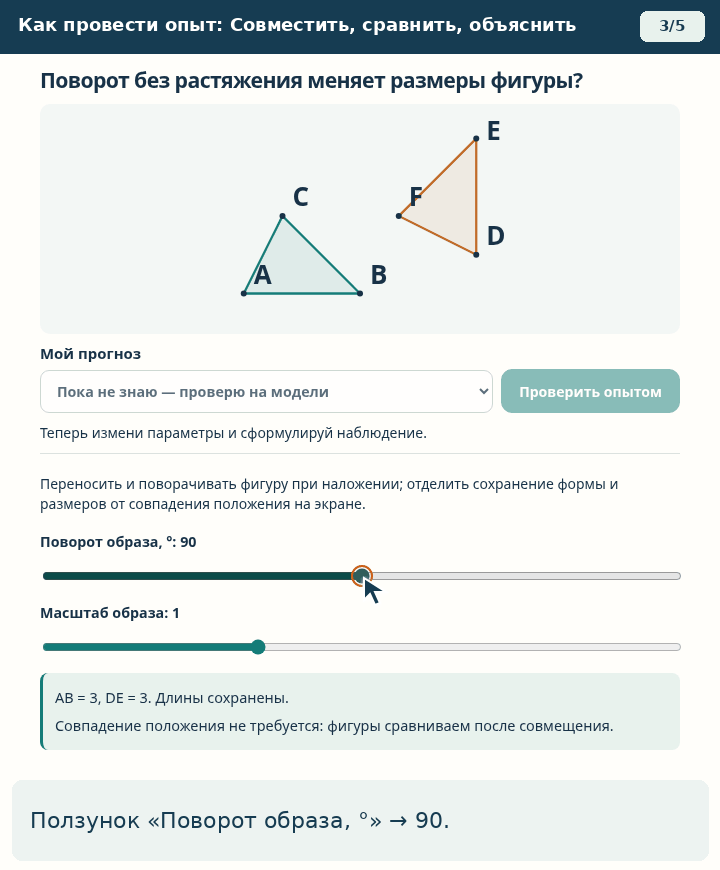 Как провести опыт: Совместить, сравнить, объяснить
3/5
Поворот без растяжения меняет размеры фигуры?
E
C
F
D
A
B
Мой прогноз
Пока не знаю — проверю на модели
Проверить опытом
Теперь измени параметры и сформулируй наблюдение.
Переносить и поворачивать фигуру при наложении; отделить сохранение формы и
размеров от совпадения положения на экране.
Поворот образа, °: 90
Масштаб образа: 1
AB = 3, DE = 3. Длины сохранены.
Совпадение положения не требуется: фигуры сравниваем после совмещения.
Ползунок «Поворот образа, °» → 90.